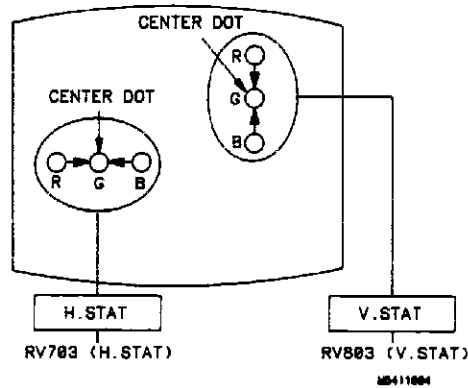 CENTER DOT
R
G
B
CENTER DOT
R G B
H.STAT
V.STAT
RV703 (H.STAT)
RV803 (V.STAT)